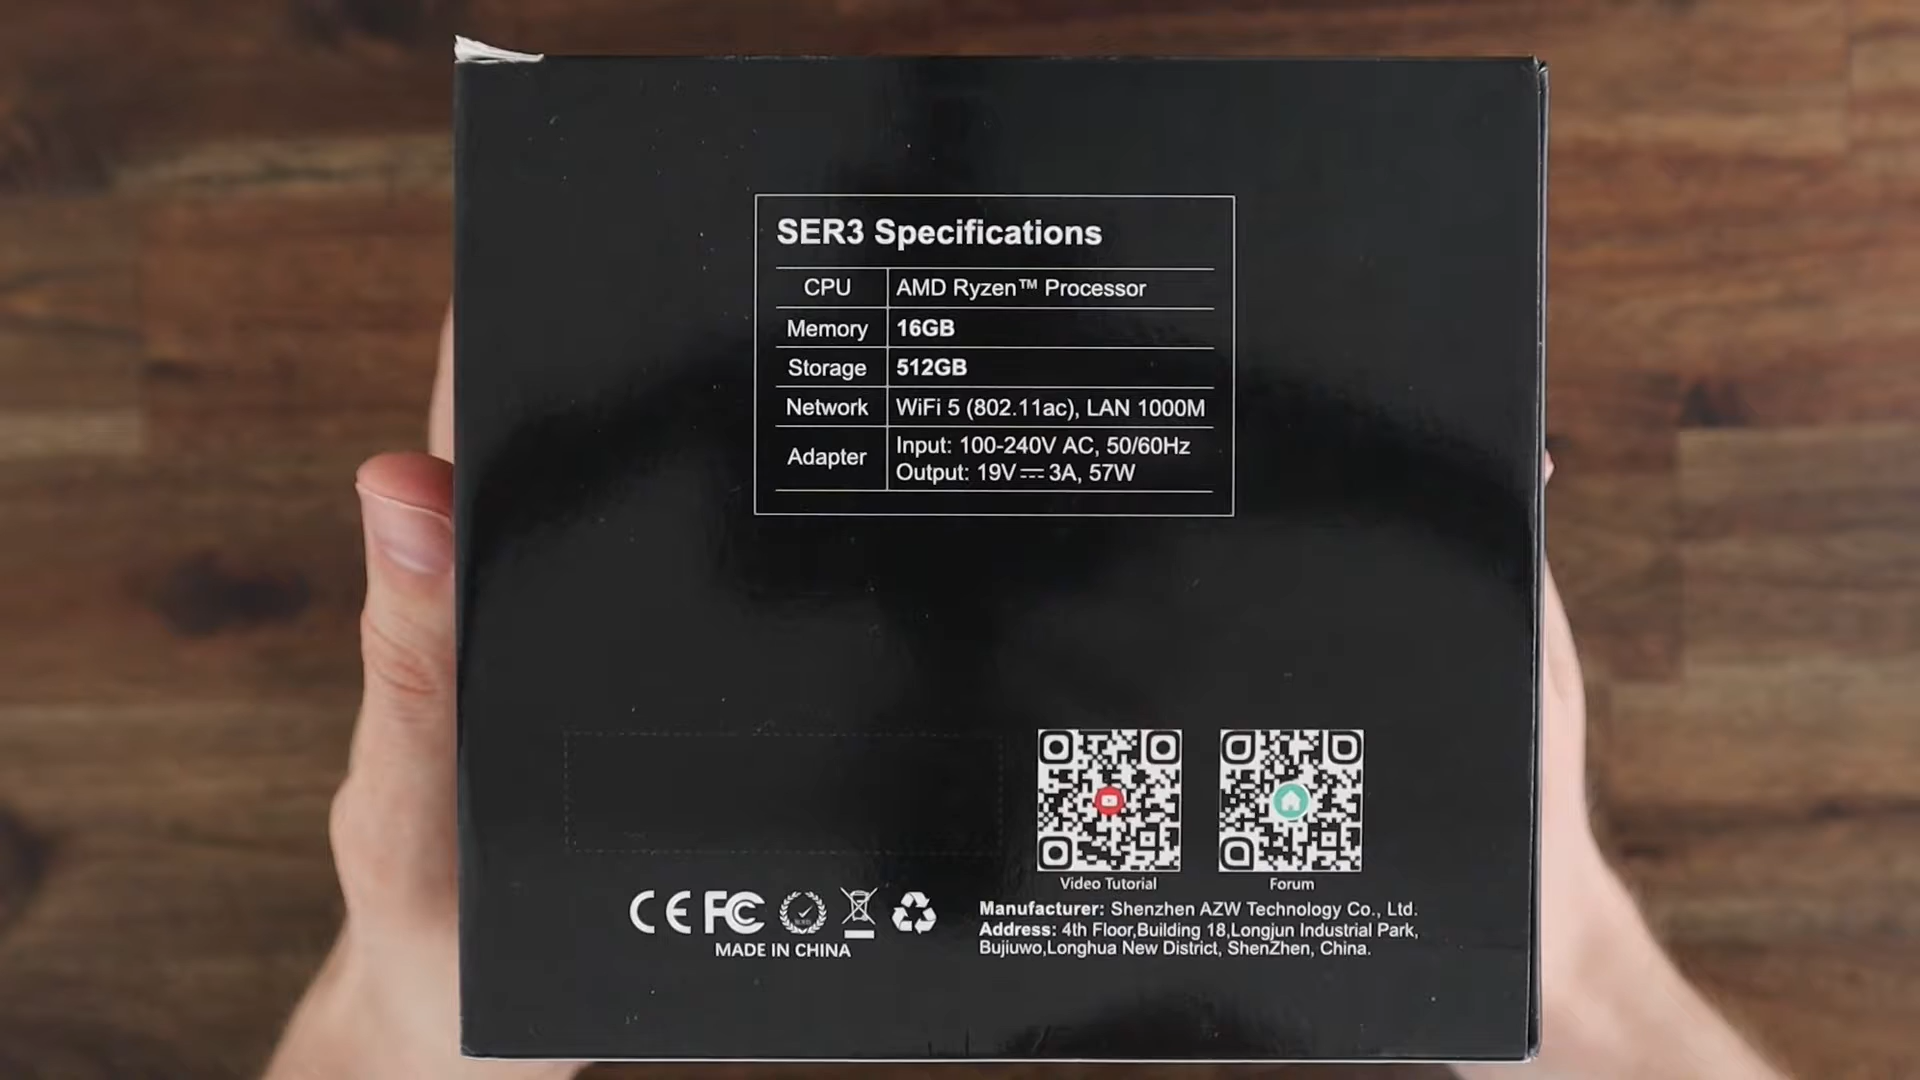 SER3 Specifications
CPU AMD Ryzen™ Processor
Memory 16GB
Storage 512GB
Network WiFi 5 (802.11ac), LAN 1000M
Adapter Input: 100-240V AC, 50/60Hz
Output: 19V⎓3A, 57W
Video Tutorial
Forum
CE FC RoHS
MADE IN CHINA
Manufacturer: Shenzhen AZW Technology Co., Ltd.
Address: 4th Floor,Building 18,Longjun Industrial Park,
Bujiuwo,Longhua New District, ShenZhen, China.